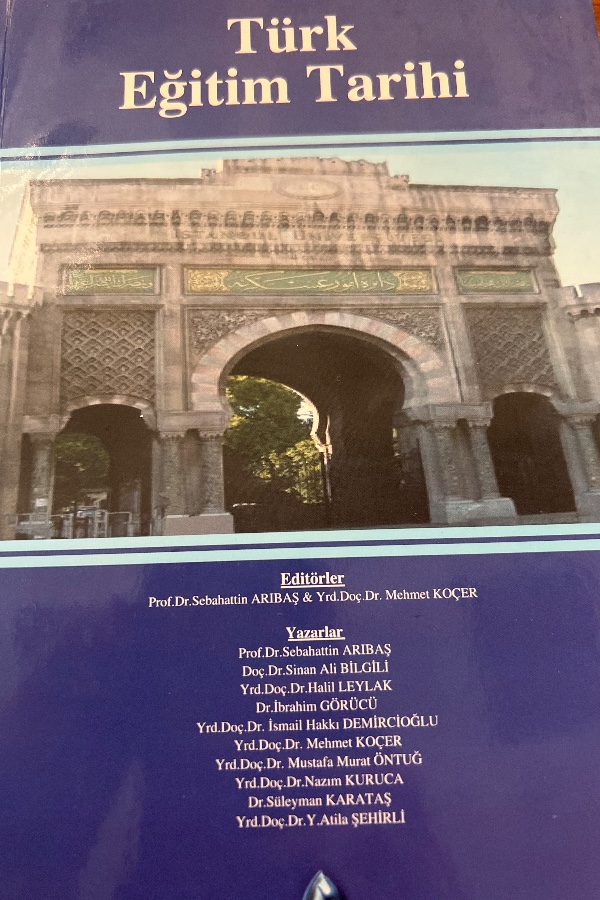 Türk
Eğitim Tarihi
دائره امور عسكریه
Editörler
Prof.Dr.Sebahattin ARIBAŞ & Yrd.Doç.Dr. Mehmet KOÇER
Yazarlar
Prof.Dr.Sebahattin ARIBAŞ
Doç.Dr.Sinan Ali BİLGİLİ
Yrd.Doç.Dr.Halil LEYLAK
Dr.İbrahim GÖRÜCÜ
Yrd.Doç.Dr. İsmail Hakkı DEMİRCİOĞLU
Yrd.Doç.Dr. Mehmet KOÇER
Yrd.Doç.Dr. Mustafa Murat ÖNTUĞ
Yrd.Doç.Dr.Nazım KURUCA
Dr.Süleyman KARATAŞ
Yrd.Doç.Dr.Y.Atila ŞEHİRLİ